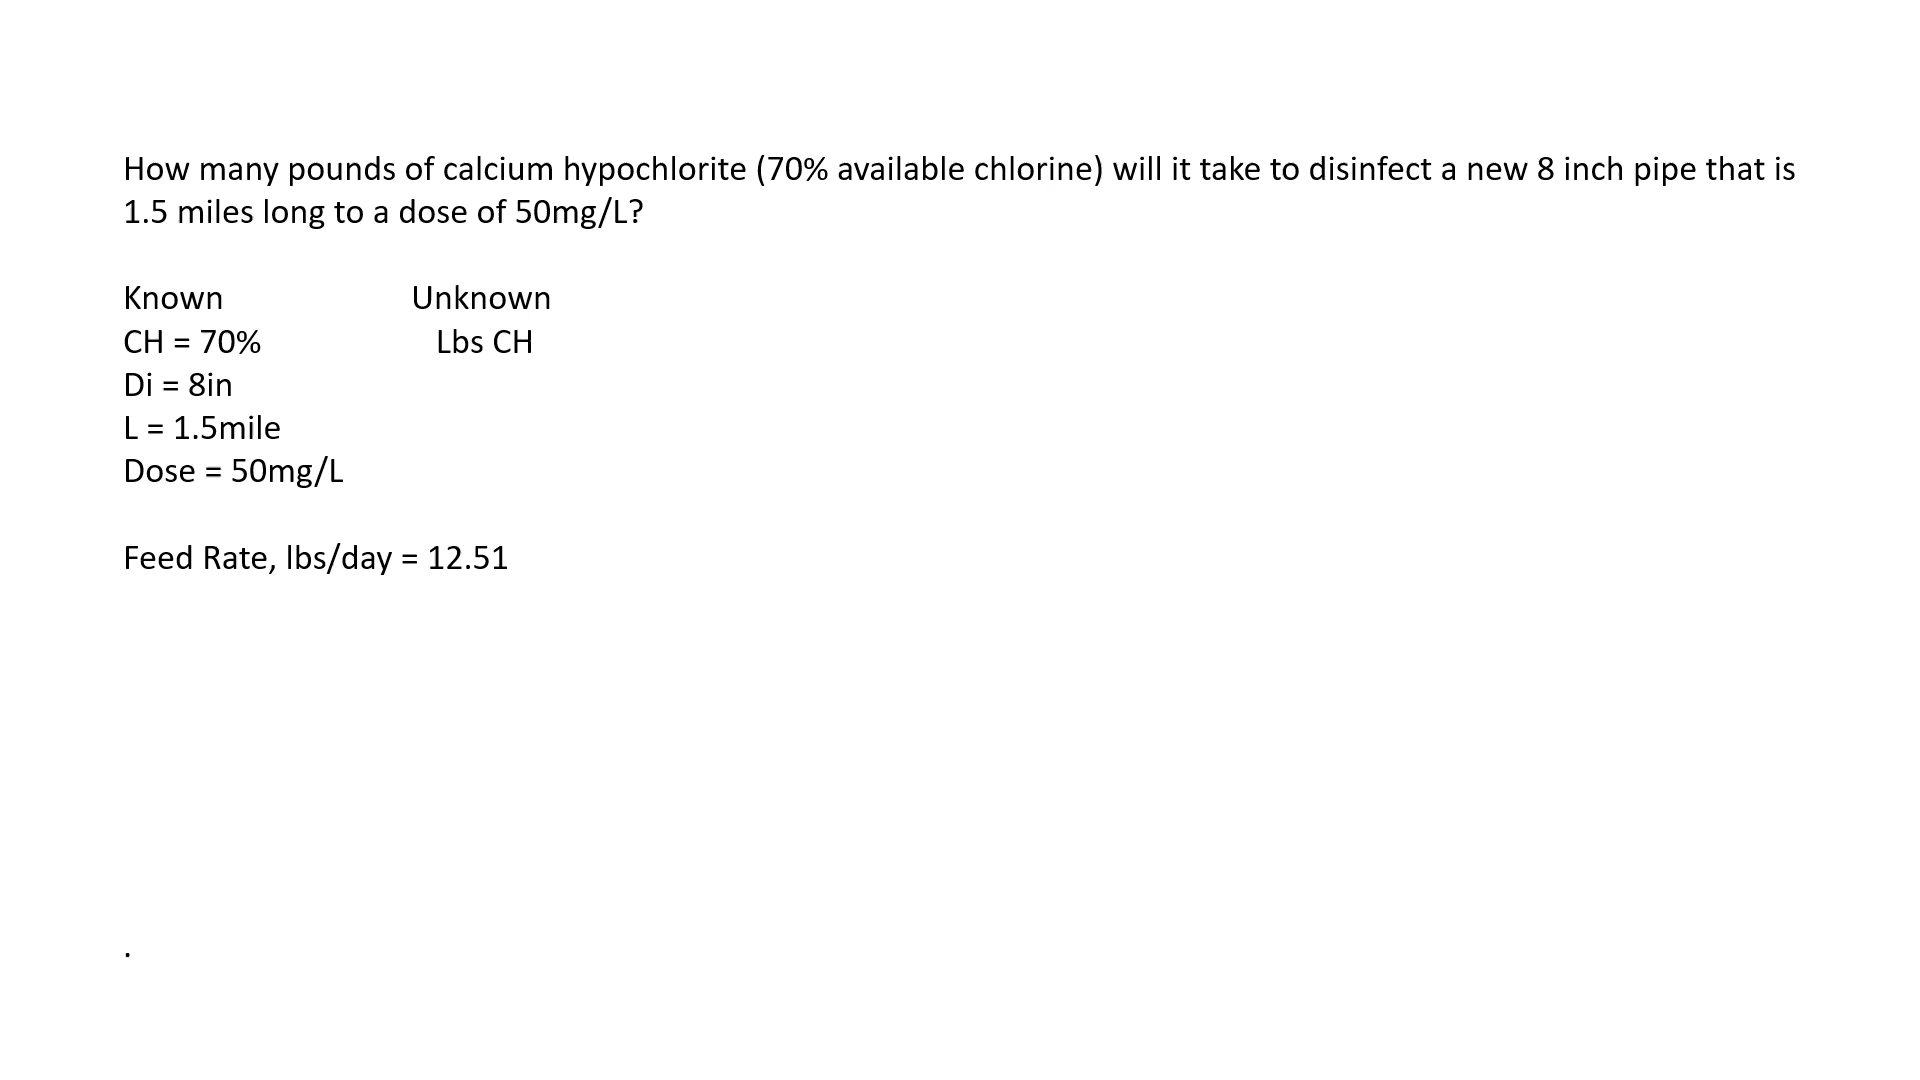 How many pounds of calcium hypochlorite (70% available chlorine) will it take to disinfect a new 8 inch pipe that is
1.5 miles long to a dose of 50mg/L?
Known Unknown
CH = 70% Lbs CH
Di = 8in
L = 1.5mile
Dose = 50mg/L
Feed Rate, lbs/day = 12.51
.